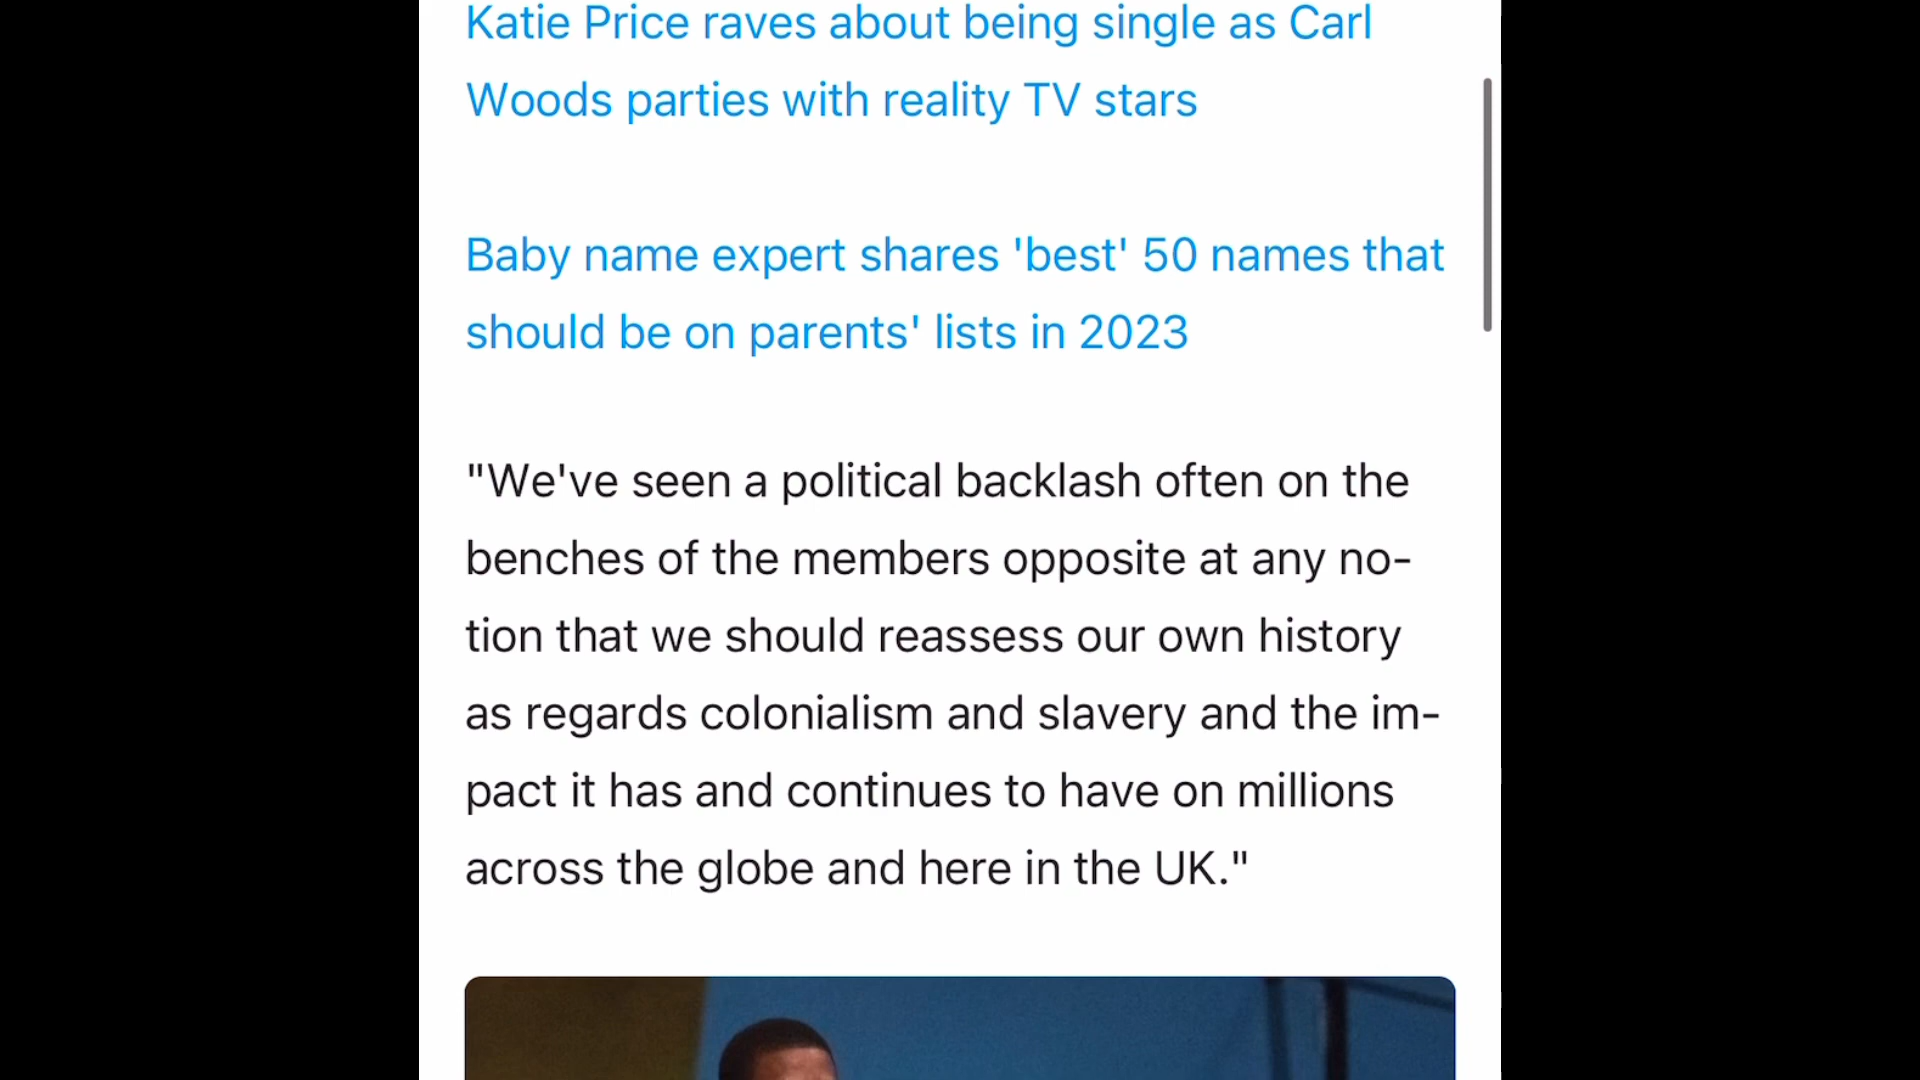 Katie Price raves about being single as Carl
Woods parties with reality TV stars
Baby name expert shares 'best' 50 names that
should be on parents' lists in 2023
"We've seen a political backlash often on the
benches of the members opposite at any no-
tion that we should reassess our own history
as regards colonialism and slavery and the im-
pact it has and continues to have on millions
across the globe and here in the UK."